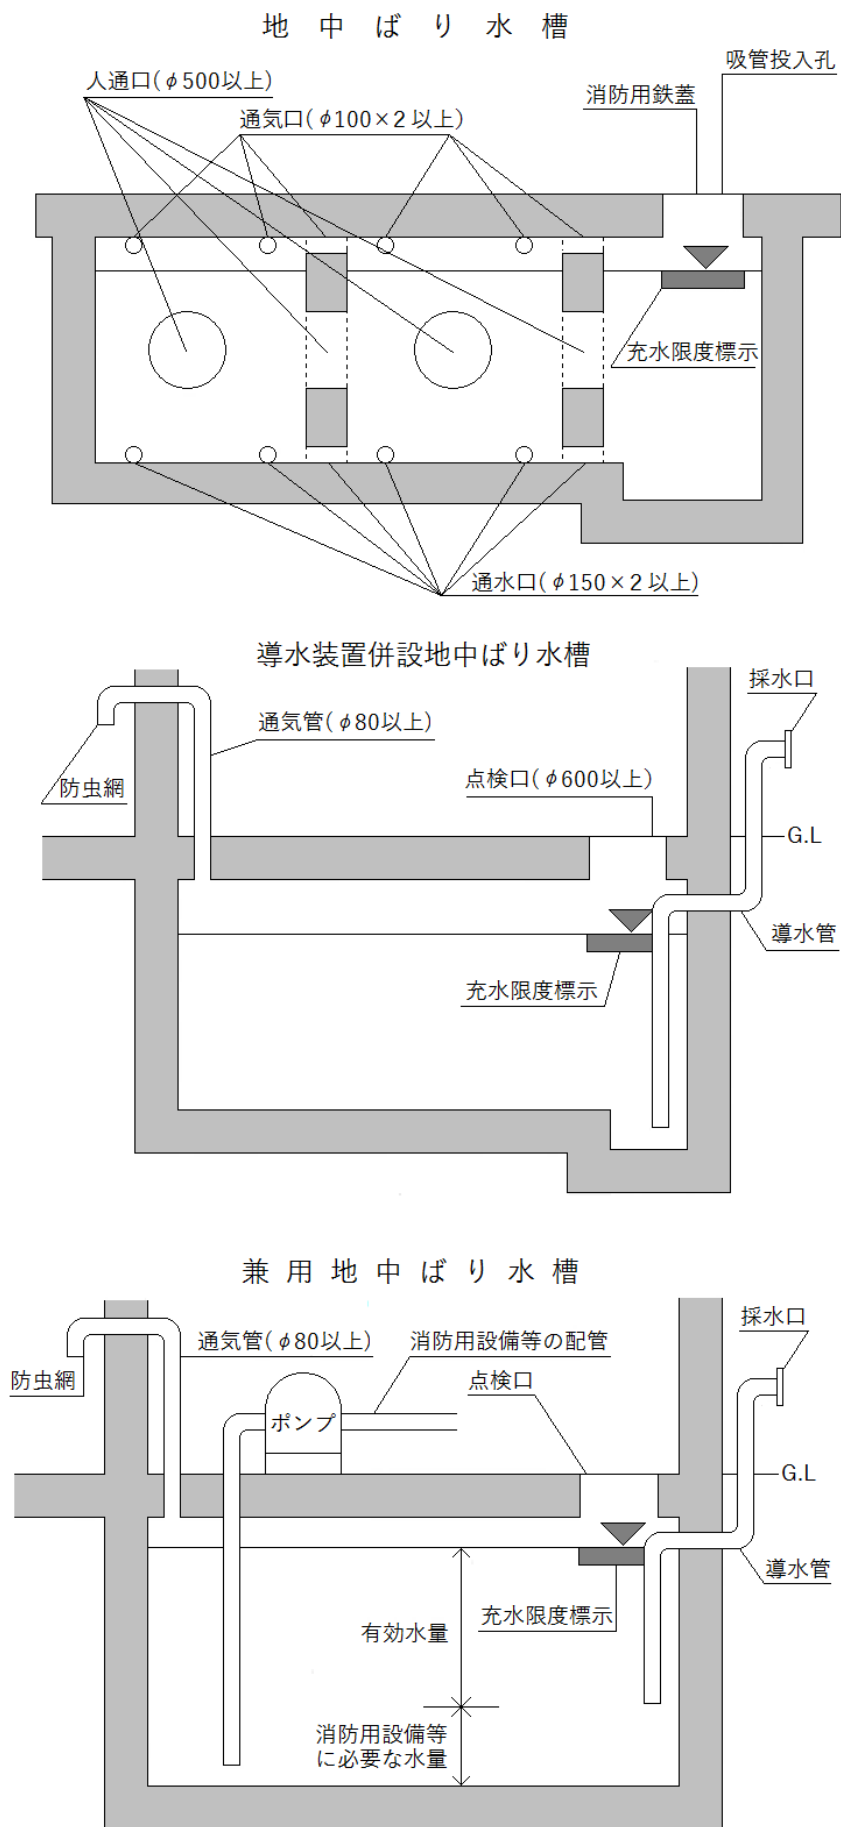 地中ばり水槽
吸管投入孔
人通口(φ500以上)
消防用鉄蓋
通気口(φ100×2以上)
充水限度標示
通水口(φ150×2以上)
導水装置併設地中ばり水槽
採水口
通気管(φ80以上)
点検口(φ600以上)
防虫網
G.L
導水管
充水限度標示
兼用地中ばり水槽
採水口
通気管(φ80以上)
消防用設備等の配管
防虫網
点検口
ポンプ
G.L
導水管
充水限度標示
有効水量
消防用設備等
に必要な水量